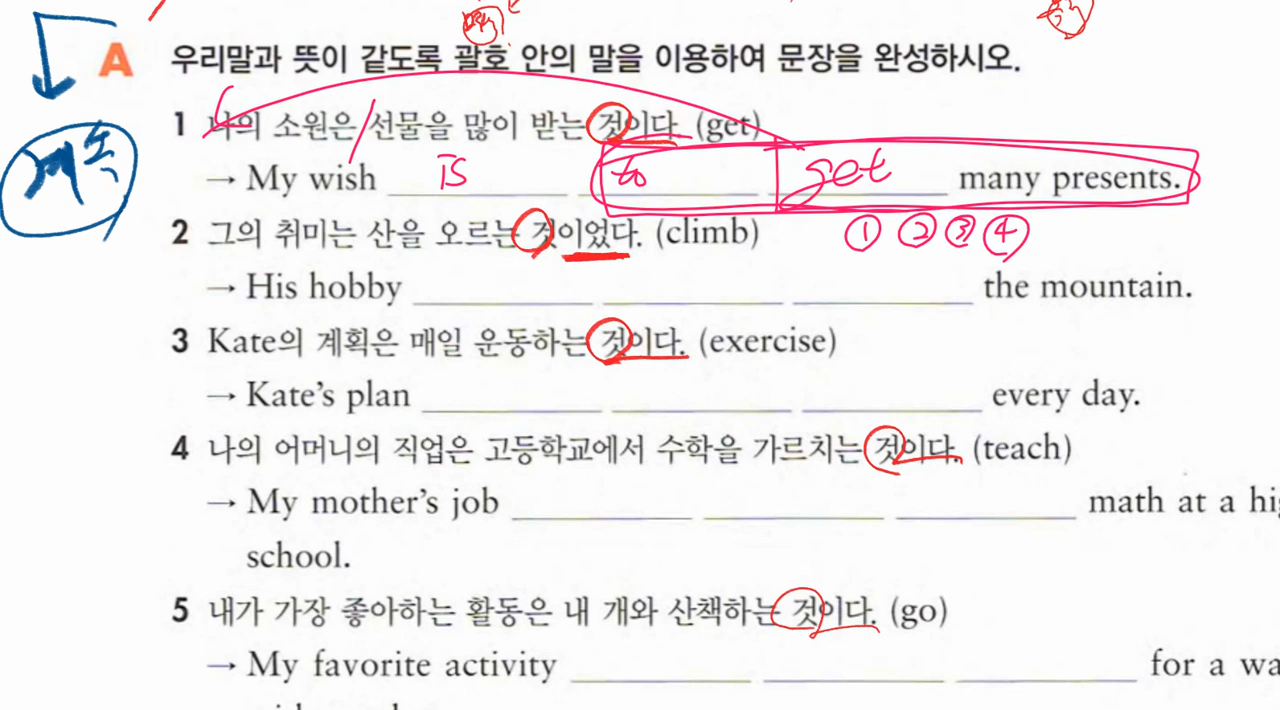 A 우리말과 뜻이 같도록 괄호 안의 말을 이용하여 문장을 완성하시오.
1 나의 소원은 선물을 많이 받는 것이다. (get)
→ My wish is to get many presents.
① ② ③ ④
계속
2 그의 취미는 산을 오르는 것이었다. (climb)
→ His hobby the mountain.
3 Kate의 계획은 매일 운동하는 것이다. (exercise)
→ Kate's plan every day.
4 나의 어머니의 직업은 고등학교에서 수학을 가르치는 것이다. (teach)
→ My mother's job math at a
school.
5 내가 가장 좋아하는 활동은 내 개와 산책하는 것이다. (go)
→ My favorite activity for a